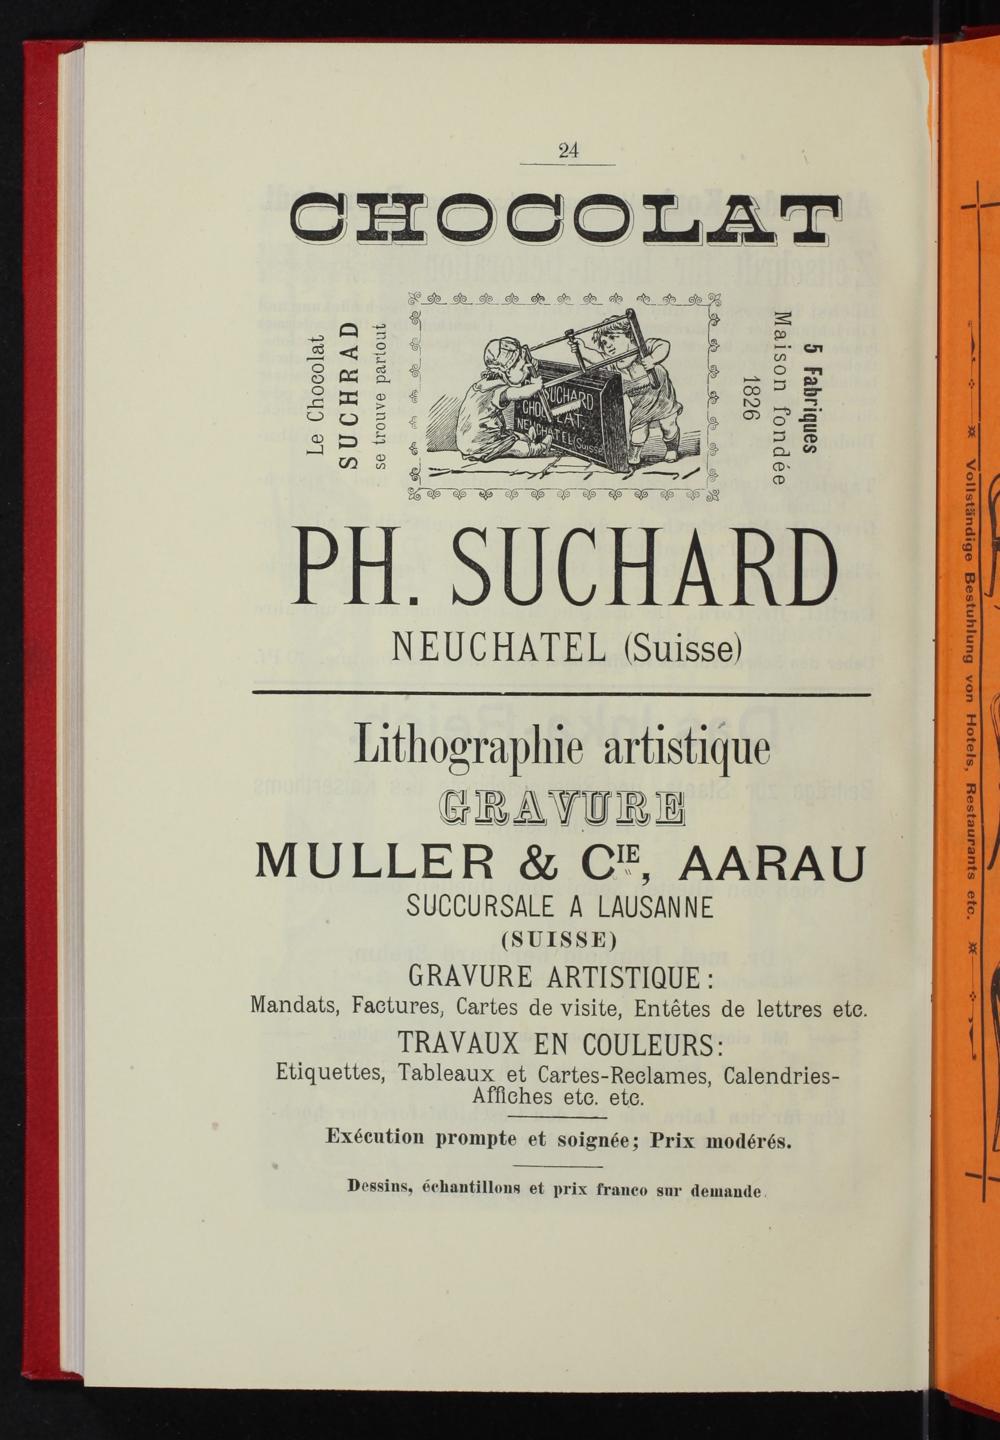 24
CHOCOLAT
Le Chocolat
SUCHRAD
se trouve partout
SUCHARD
CHOCOLAT.
NEUCHATEL (Suisse)
5 Fabriques
Maison fondée
1826
PH. SUCHARD
NEUCHATEL (Suisse)
Lithographie artistique
GRAVURE
MULLER & CIE, AARAU
SUCCURSALE A LAUSANNE
(SUISSE)
GRAVURE ARTISTIQUE:
Mandats, Factures, Cartes de visite, Entêtes de lettres etc.
TRAVAUX EN COULEURS:
Etiquettes, Tableaux et Cartes-Reclames, Calendries-
Affiches etc. etc.
Exécution prompte et soignée; Prix modérés.
Dessins, échantillons et prix franco sur demande.
Vollständige Bestuhlung von Hotels, Restaurants etc.